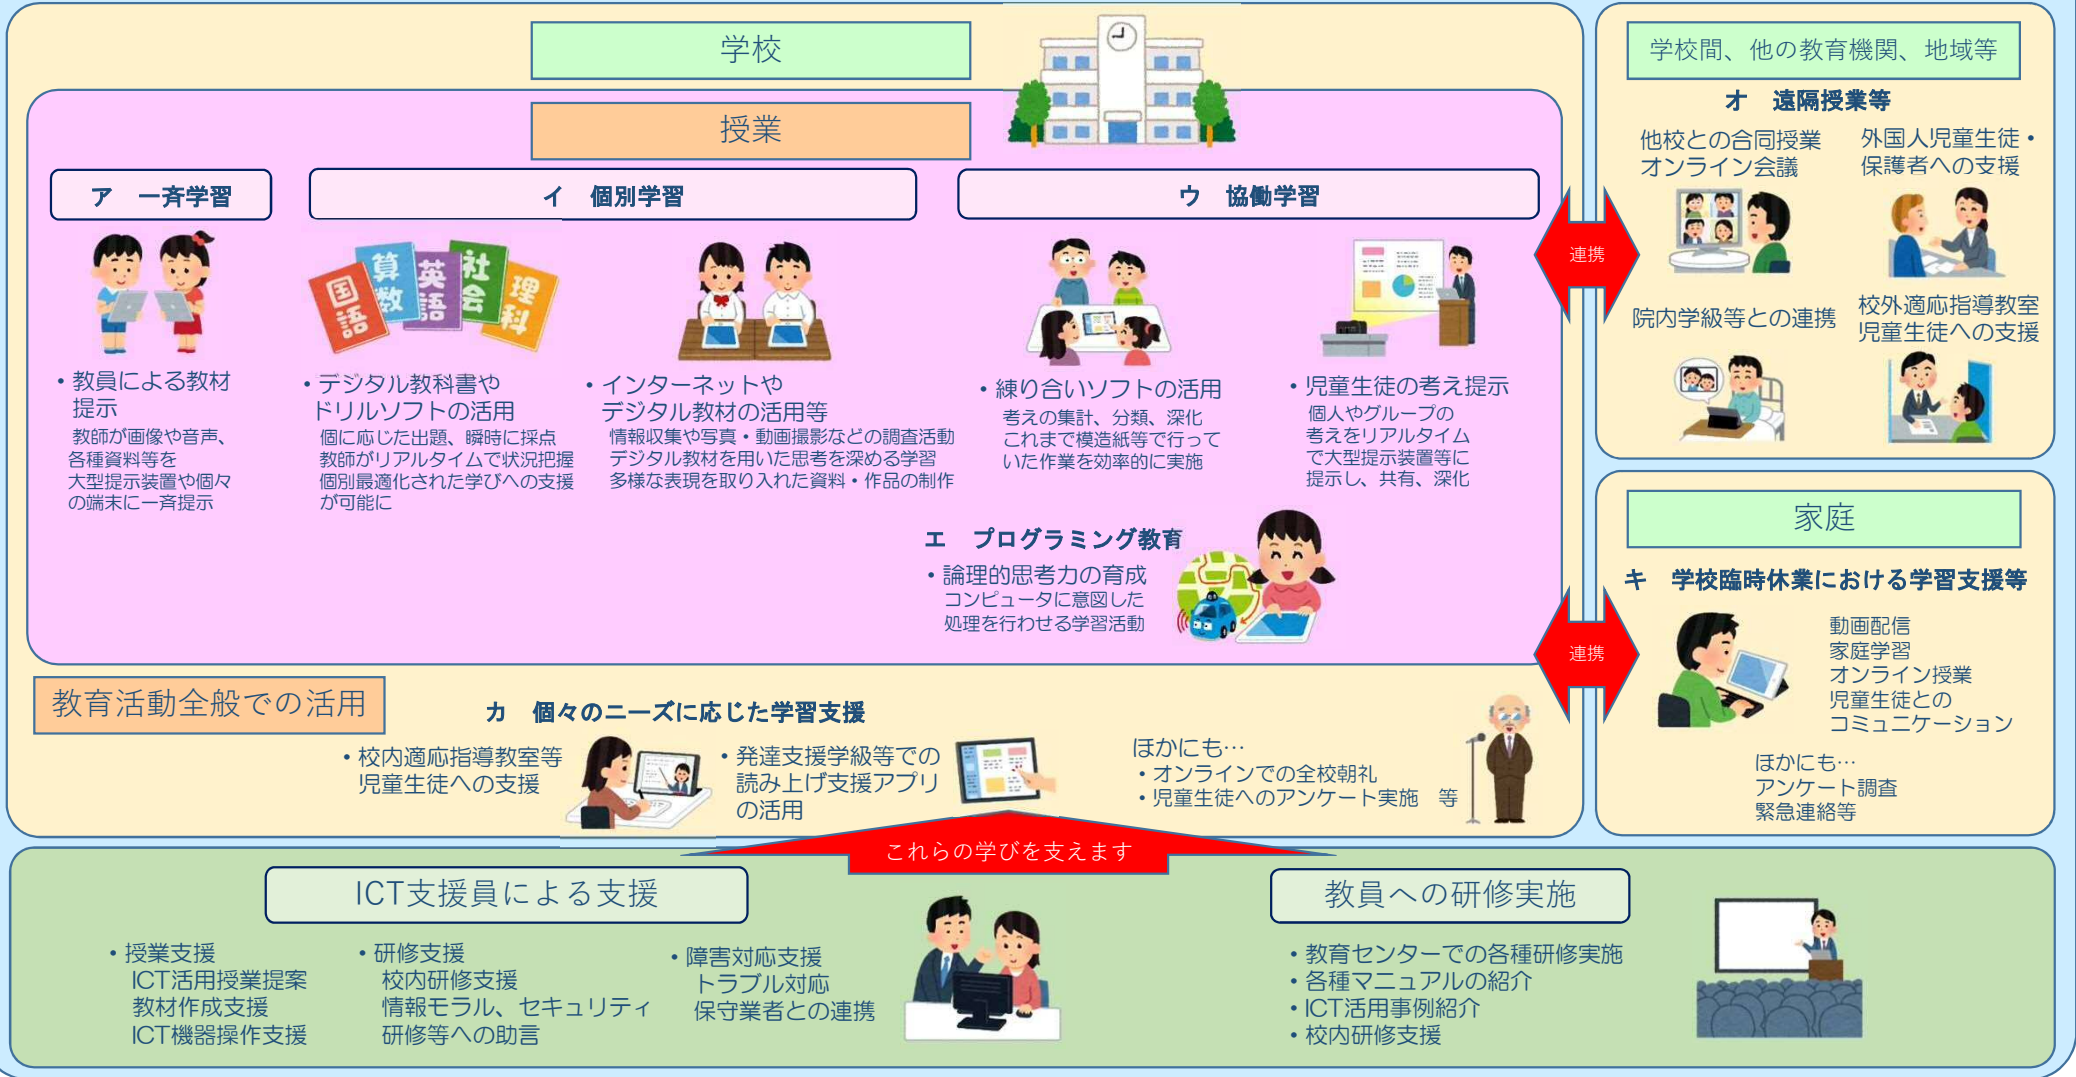 学校
授業
ア　一斉学習
・教員による教材
提示
教師が画像や音声、
各種資料等を
大型提示装置や個々
の端末に一斉提示
イ　個別学習
国語
算数
英語
社会
理科
・デジタル教科書や
ドリルソフトの活用
個に応じた出題、瞬時に採点
教師がリアルタイムで状況把握
個別最適化された学びへの支援
が可能に
・インターネットや
デジタル教材の活用等
情報収集や写真・動画撮影などの調査活動
デジタル教材を用いた思考を深める学習
多様な表現を取り入れた資料・作品の制作
ウ　協働学習
・練り合いソフトの活用
考えの集計、分類、深化
これまで模造紙等で行って
いた作業を効率的に実施
・児童生徒の考え提示
個人やグループの
考えをリアルタイム
で大型提示装置等に
提示し、共有、深化
エ　プログラミング教育
・論理的思考力の育成
コンピュータに意図した
処理を行わせる学習活動
教育活動全般での活用
カ　個々のニーズに応じた学習支援
・校内適応指導教室等
児童生徒への支援
・発達支援学級等での
読み上げ支援アプリ
の活用
ほかにも…
・オンラインでの全校朝礼
・児童生徒へのアンケート実施　等
連携
連携
学校間、他の教育機関、地域等
オ　遠隔授業等
他校との合同授業
オンライン会議
外国人児童生徒・
保護者への支援
院内学級等との連携
校外適応指導教室
児童生徒への支援
家庭
キ　学校臨時休業における学習支援等
動画配信
家庭学習
オンライン授業
児童生徒との
コミュニケーション
ほかにも…
アンケート調査
緊急連絡等
これらの学びを支えます
ICT支援員による支援
・授業支援
ICT活用授業提案
教材作成支援
ICT機器操作支援
・研修支援
校内研修支援
情報モラル、セキュリティ
研修等への助言
・障害対応支援
トラブル対応
保守業者との連携
教員への研修実施
・教育センターでの各種研修実施
・各種マニュアルの紹介
・ICT活用事例紹介
・校内研修支援